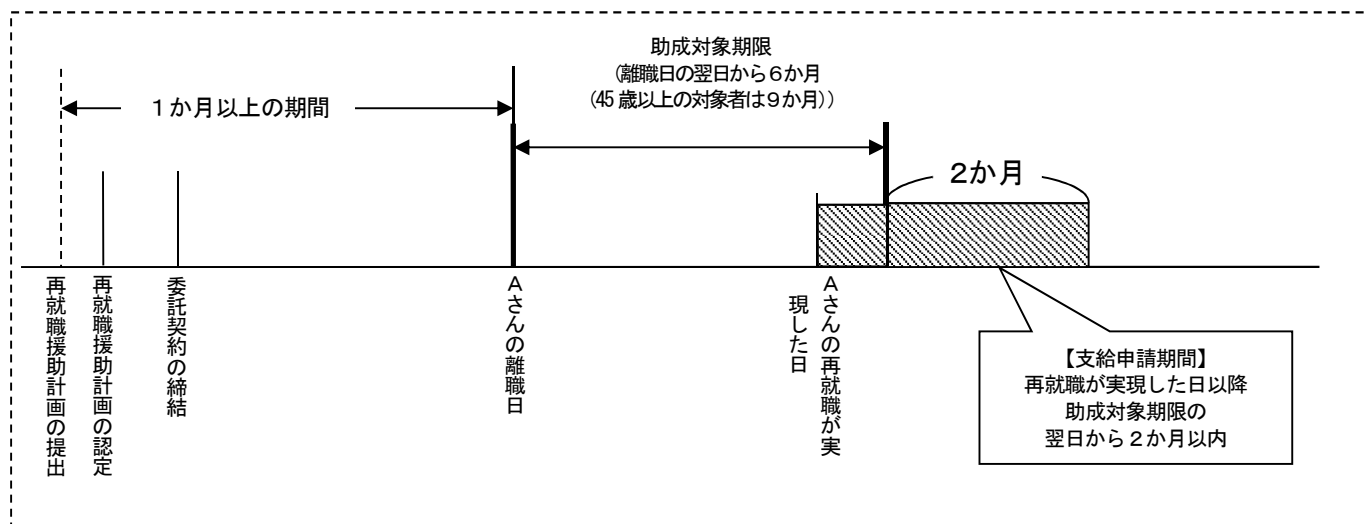 助成対象期限
（離職日の翌日から６か月
（45 歳以上の対象者は９か月））
１か月以上の期間
２か月
再就職援助計画の提出
再就職援助計画の認定
委託契約の締結
Ａさんの離職日
Ａさんの再就職が実
現した日
【支給申請期間】
再就職が実現した日以降
助成対象期限の
翌日から２か月以内